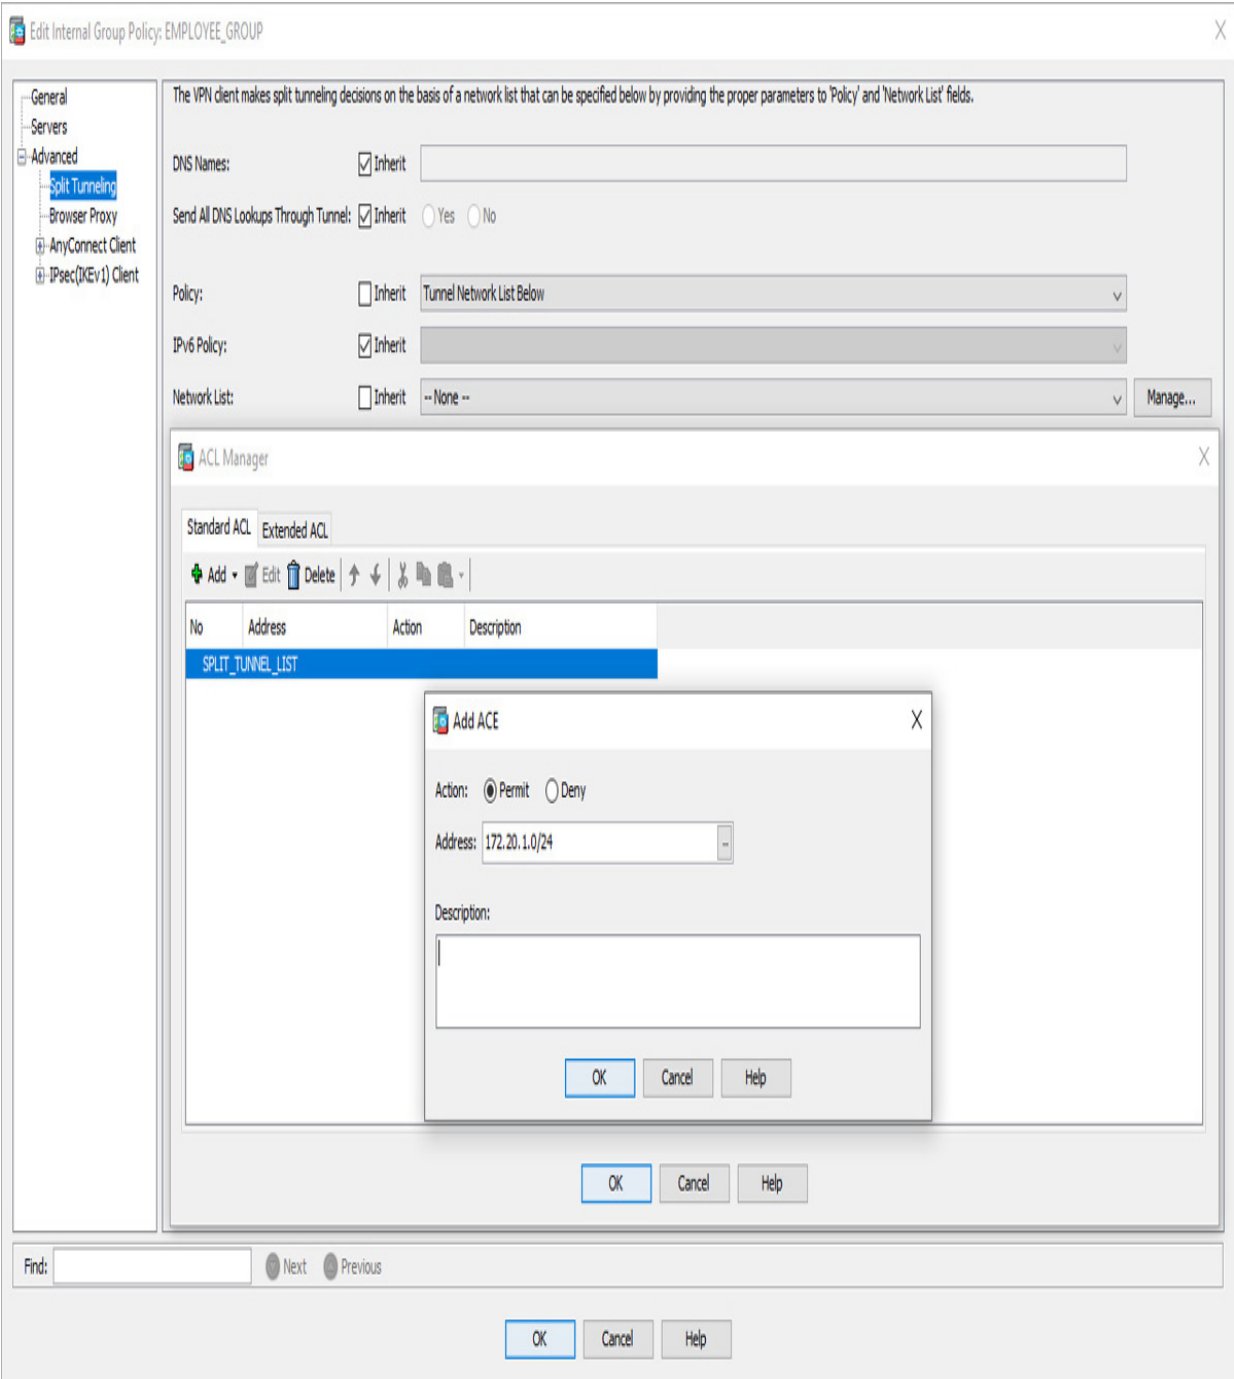 Edit Internal Group Policy: EMPLOYEE_GROUP
General
Servers
Advanced
Split Tunneling
Browser Proxy
AnyConnect Client
IPsec(IKEv1) Client
The VPN client makes split tunneling decisions on the basis of a network list that can be specified below by providing the proper parameters to 'Policy' and 'Network List' fields.
DNS Names: Inherit
Send All DNS Lookups Through Tunnel: Inherit Yes No
Policy: Inherit Tunnel Network List Below
IPv6 Policy: Inherit
Network List: Inherit -- None -- Manage...
ACL Manager
Standard ACL Extended ACL
Add Edit Delete
No Address Action Description
SPLIT_TUNNEL_LIST
Add ACE
Action: Permit Deny
Address: 172.20.1.0/24
Description:
OK Cancel Help
OK Cancel Help
Find: Next Previous
OK Cancel Help